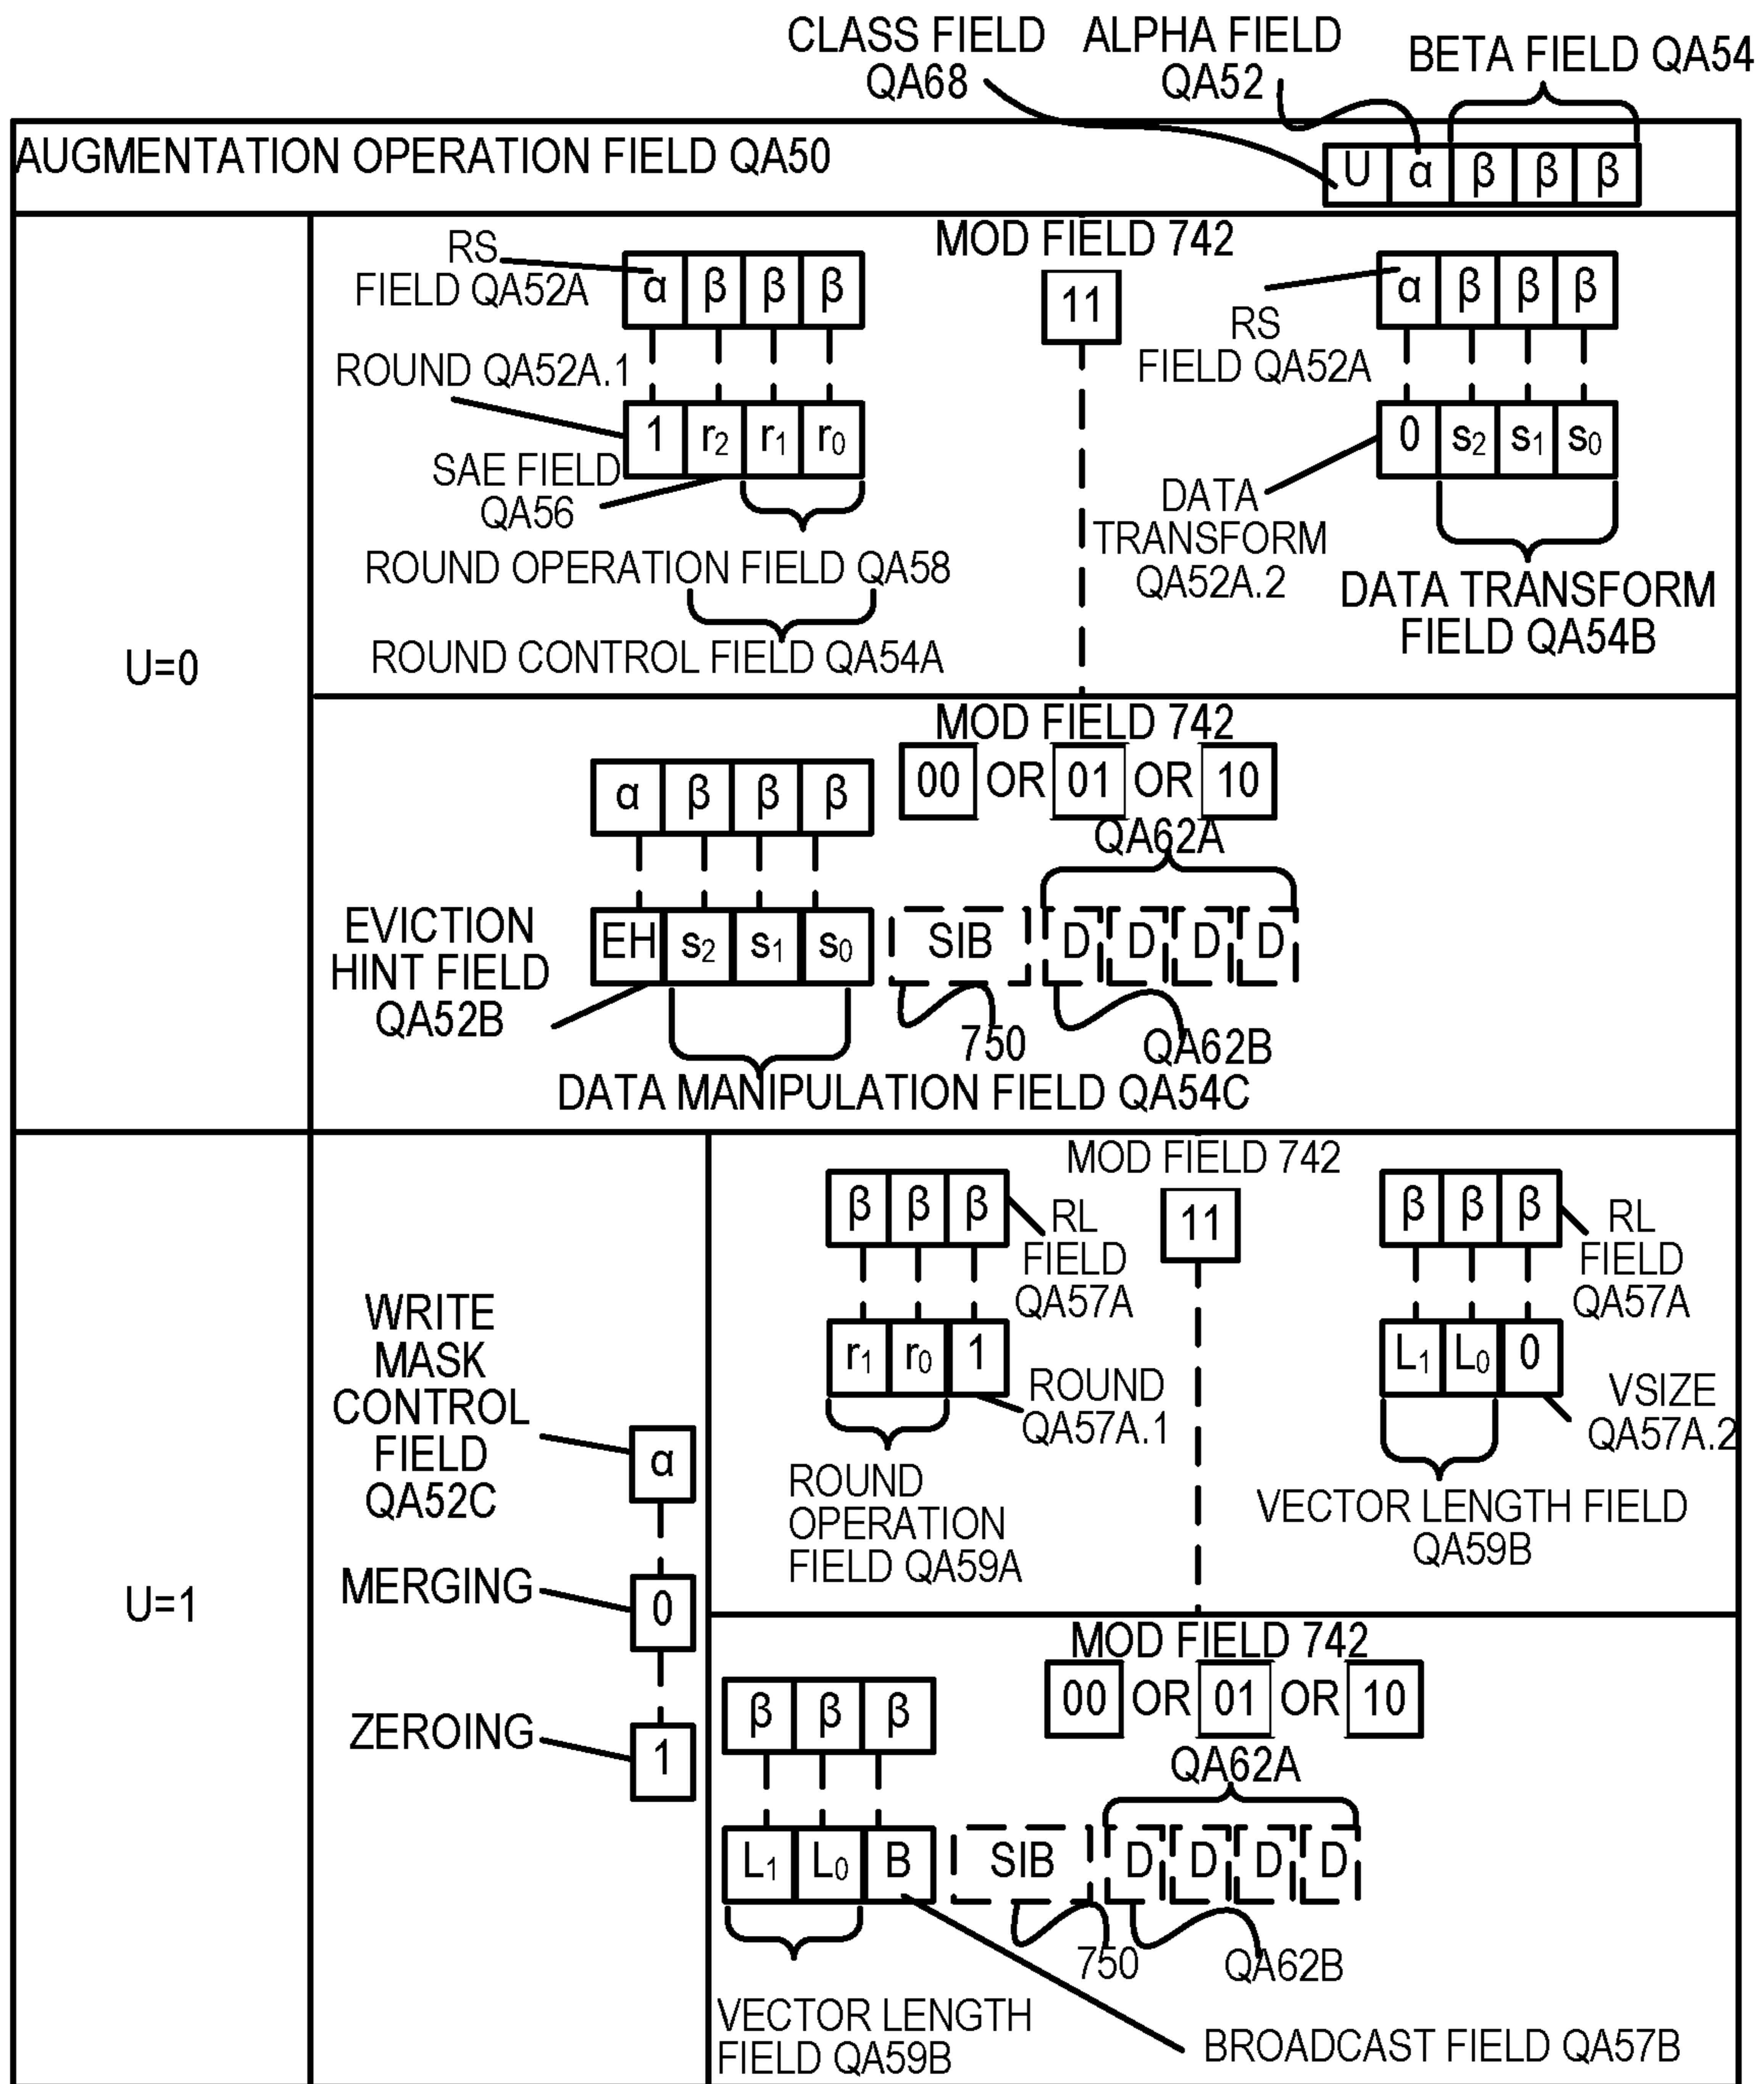 CLASS FIELD
QA68
ALPHA FIELD
QA52
BETA FIELD QA54
AUGMENTATION OPERATION FIELD QA50
U α β β β
U=0
MOD FIELD 742
11
RS
FIELD QA52A
α β β β
ROUND QA52A.1
1 r2 r1 r0
SAE FIELD
QA56
ROUND OPERATION FIELD QA58
ROUND CONTROL FIELD QA54A
α β β β
RS
FIELD QA52A
0 s2 s1 s0
DATA
TRANSFORM
QA52A.2
DATA TRANSFORM
FIELD QA54B
MOD FIELD 742
00 OR 01 OR 10
α β β β
QA62A
EVICTION
HINT FIELD
QA52B
EH s2 s1 s0 SIB D D D D
750
QA62B
DATA MANIPULATION FIELD QA54C
U=1
WRITE
MASK
CONTROL
FIELD
QA52C
α
MERGING 0
ZEROING 1
MOD FIELD 742
11
β β β
RL
FIELD
QA57A
r1 r0 1
ROUND
QA57A.1
ROUND
OPERATION
FIELD QA59A
β β β
RL
FIELD
QA57A
L1 L0 0
VSIZE
QA57A.2
VECTOR LENGTH FIELD
QA59B
MOD FIELD 742
00 OR 01 OR 10
β β β
QA62A
L1 L0 B SIB D D D D
750
QA62B
VECTOR LENGTH
FIELD QA59B
BROADCAST FIELD QA57B